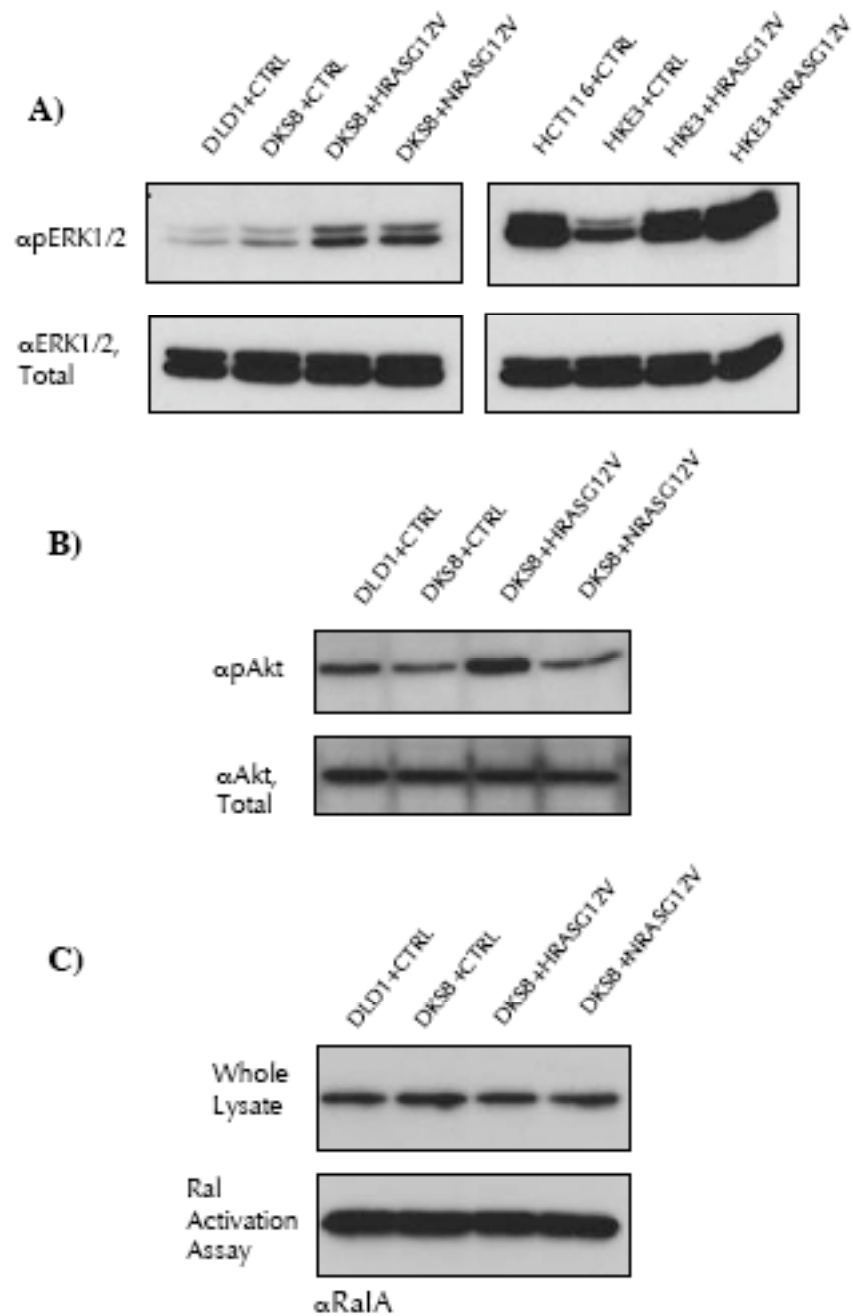 A)
DLD1+CTRL
DKS8+CTRL
DKS8+HRASG12V
DKS8+NRASG12V
HCT116+CTRL
HKE3+CTRL
HKE3+HRASG12V
HKE3+NRASG12V
αpERK1/2
αERK1/2,
Total
B)
DLD1+CTRL
DKS8+CTRL
DKS8+HRASG12V
DKS8+NRASG12V
αpAkt
αAkt,
Total
C)
DLD1+CTRL
DKS8+CTRL
DKS8+HRASG12V
DKS8+NRASG12V
Whole
Lysate
Ral
Activation
Assay
αRalA